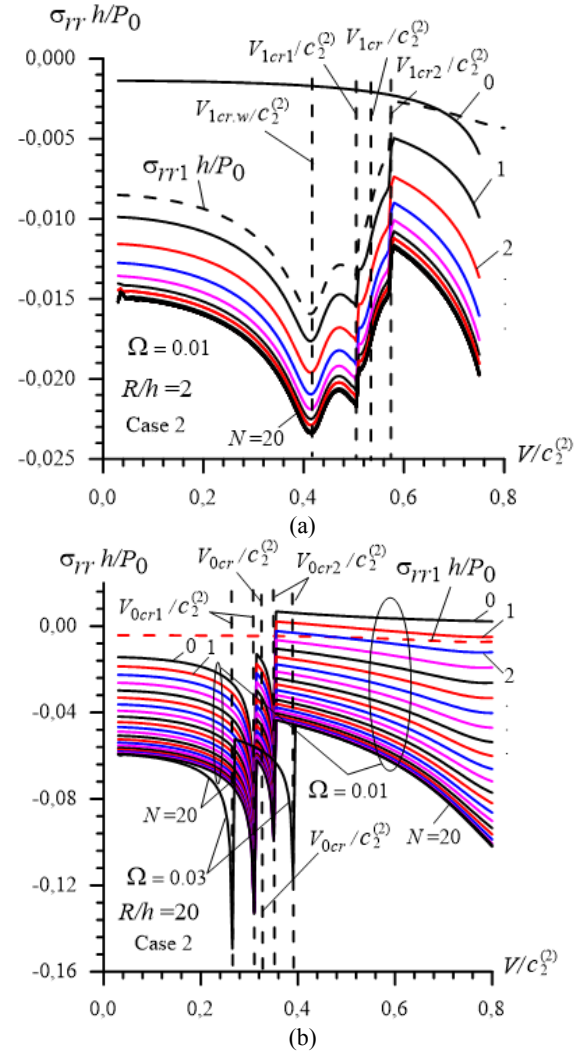 σrr h/P0
0,000
-0,005
-0,010
-0,015
-0,020
-0,025
V1cr1/c2(2)
V1cr/c2(2)
V1cr2/c2(2)
V1cr.w/c2(2)
σrr1 h/P0
0
1
2
.
.
.
Ω = 0.01
R/h =2
Case 2
N=20
V/c2(2)
0,0 0,2 0,4 0,6 0,8
(a)
σrr h/P0
0,00
-0,04
-0,08
-0,12
-0,16
V0cr/c2(2)
V0cr2/c2(2)
V0cr1/c2(2)
σrr1 h/P0
0
1
2
.
.
.
0 1
N=20
Ω = 0.01
N=20
Ω = 0.03
V0cr/c2(2)
R/h =20
Case 2
V/c2(2)
0,0 0,2 0,4 0,6 0,8
(b)